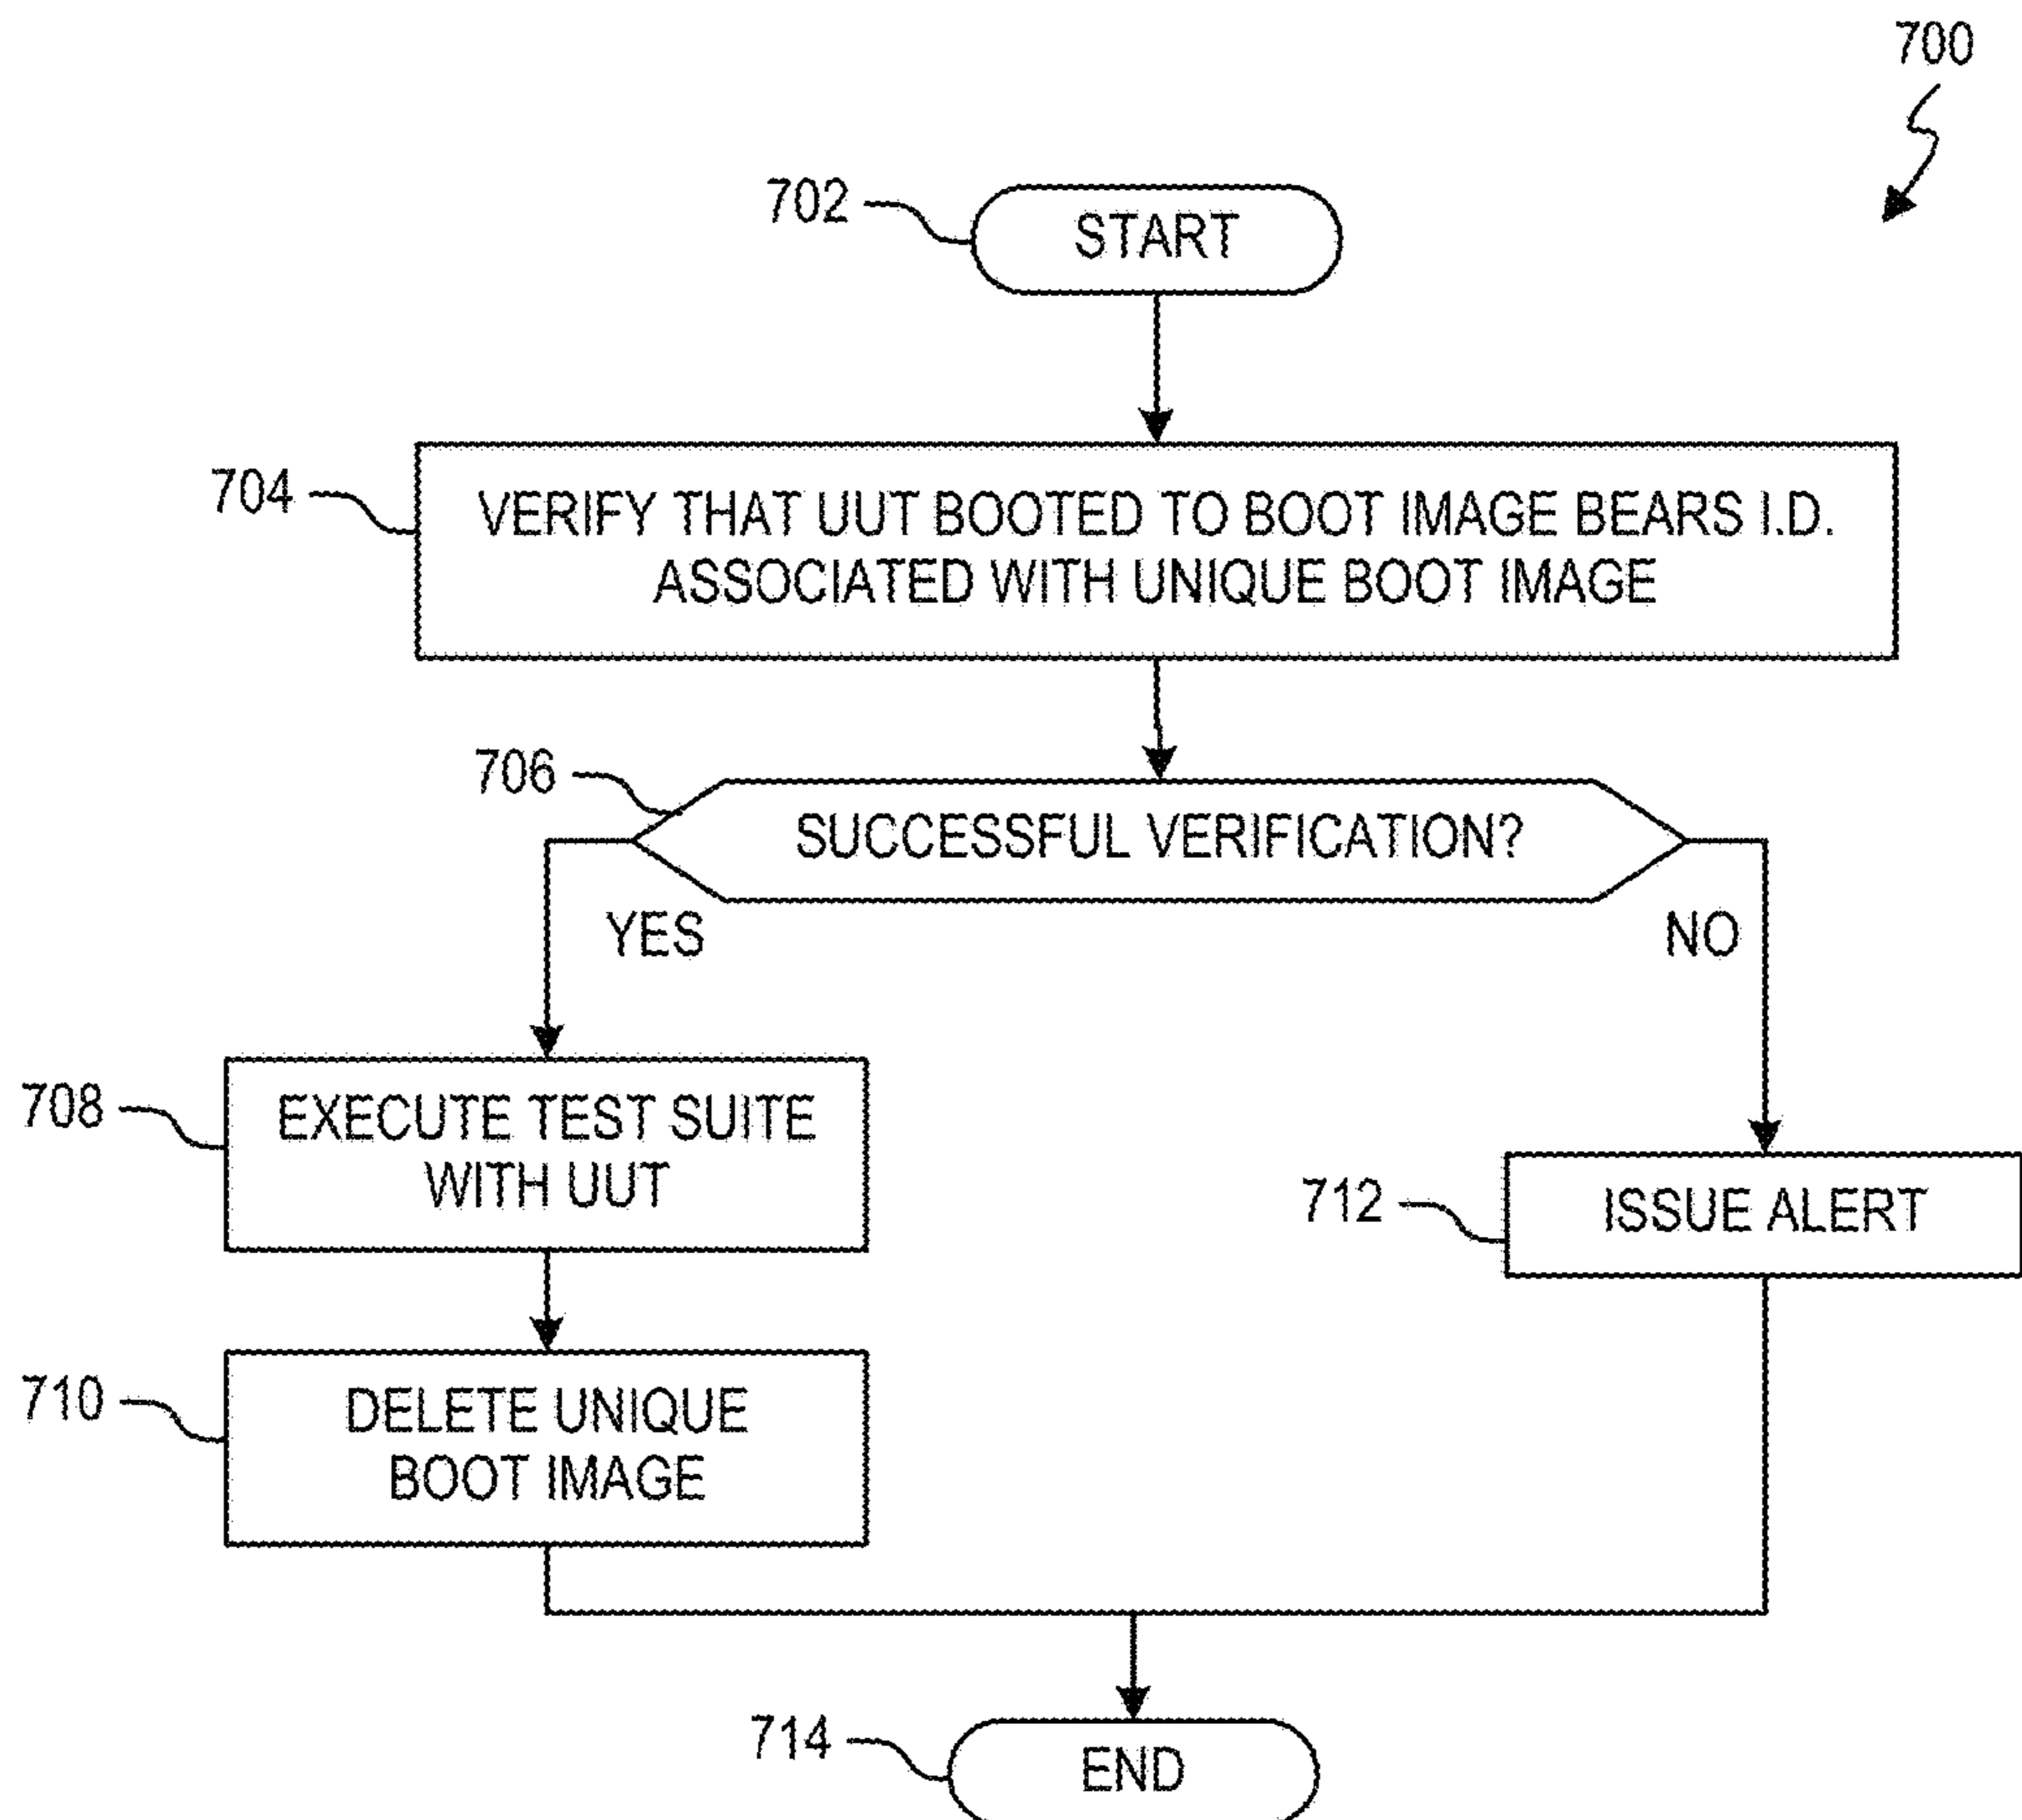 700
702
START
704
VERIFY THAT UUT BOOTED TO BOOT IMAGE BEARS I.D.
ASSOCIATED WITH UNIQUE BOOT IMAGE
706
SUCCESSFUL VERIFICATION?
YES
NO
708
EXECUTE TEST SUITE
WITH UUT
712
ISSUE ALERT
710
DELETE UNIQUE
BOOT IMAGE
714
END